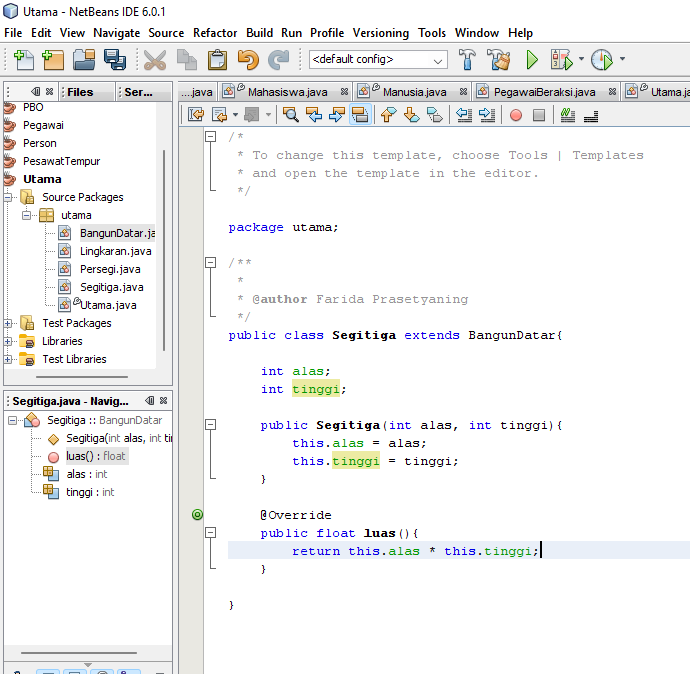 Utama - NetBeans IDE 6.0.1
File Edit View Navigate Source Refactor Build Run Profile Versioning Tools Window Help
<default config>
Files Ser...
...java Mahasiswa.java Manusia.java PegawaiBeraksi.java Utama.ja
PBO
Pegawai
Person
PesawatTempur
Utama
Source Packages
utama
BangunDatar.ja
Lingkaran.java
Persegi.java
Segitiga.java
Utama.java
Test Packages
Libraries
Test Libraries
Segitiga.java - Navig...
Segitiga :: BangunDatar
Segitiga(int alas, int tin
luas() : float
alas : int
tinggi : int
/*
 * To change this template, choose Tools | Templates
 * and open the template in the editor.
 */
package utama;
/**
 *
 * @author Farida Prasetyaning
 */
public class Segitiga extends BangunDatar{
    int alas;
    int tinggi;
    public Segitiga(int alas, int tinggi){
        this.alas = alas;
        this.tinggi = tinggi;
    }
    @Override
    public float luas(){
        return this.alas * this.tinggi;
    }
}